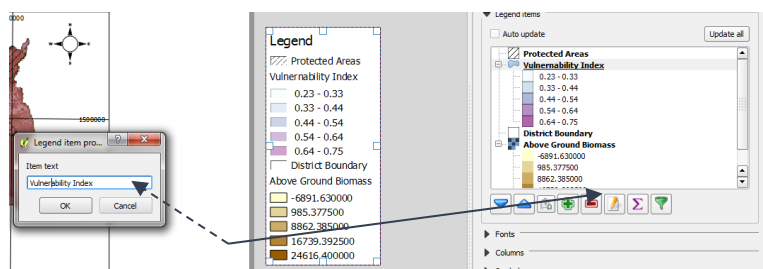 0000
1500000
Legend item pro...
?
X
Item text
Vulnerability Index
OK
Cancel
Legend
Protected Areas
Vulnernability Index
0.23 - 0.33
0.33 - 0.44
0.44 - 0.54
0.54 - 0.64
0.64 - 0.75
District Boundary
Above Ground Biomass
-6891.630000
985.377500
8862.385000
16739.392500
24616.400000
Legend items
Auto update
Update all
Protected Areas
Vulnernability Index
0.23 - 0.33
0.33 - 0.44
0.44 - 0.54
0.54 - 0.64
0.64 - 0.75
District Boundary
Above Ground Biomass
-6891.630000
985.377500
8862.385000
Σ
Fonts
Columns